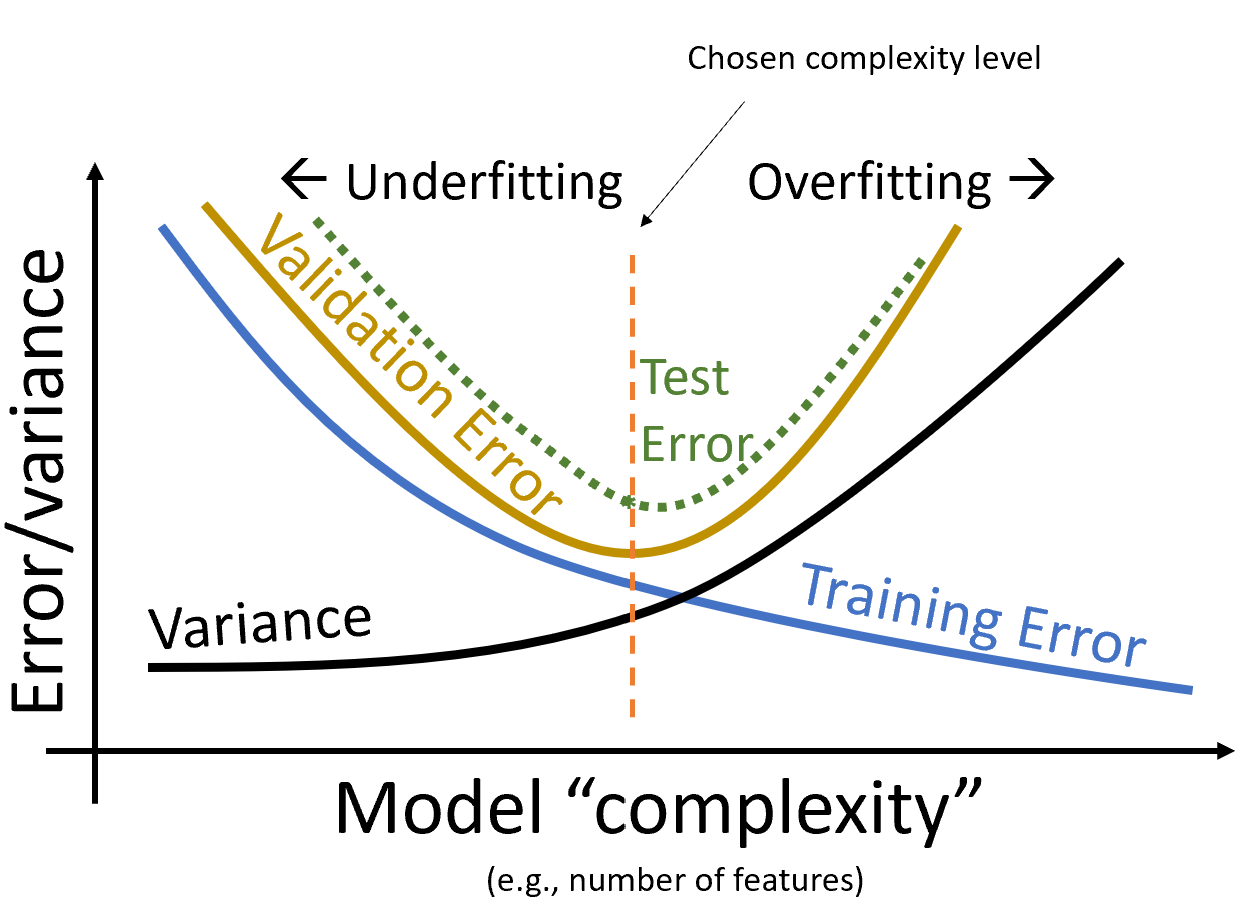 Chosen complexity level
← Underfitting
Overfitting →
Error/variance
Validation Error
Test
Error
Variance
Training Error
Model “complexity”
(e.g., number of features)